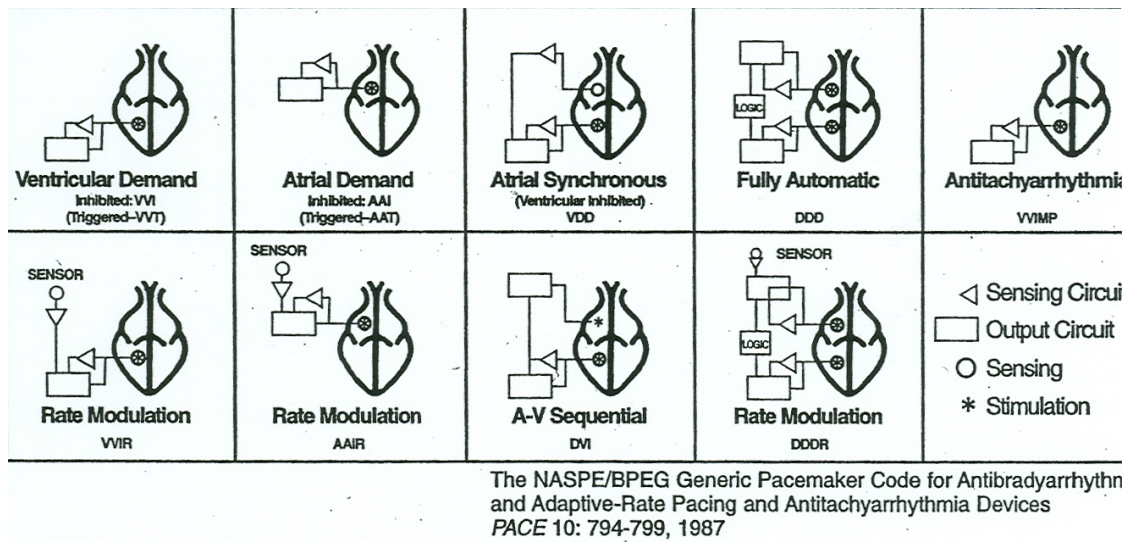 LOGIC
Ventricular Demand
Inhibited: VVI
(Triggered–VVT)
Atrial Demand
Inhibited: AAI
(Triggered–AAT)
Atrial Synchronous
(Ventricular Inhibited)
VDD
Fully Automatic
DDD
Antitachyarrhythmia
VVIMP
SENSOR
Rate Modulation
VVIR
SENSOR
Rate Modulation
AAIR
A-V Sequential
DVI
SENSOR
LOGIC
Rate Modulation
DDDR
Sensing Circui
Output Circuit
Sensing
* Stimulation
The NASPE/BPEG Generic Pacemaker Code for Antibradyarrhythm
and Adaptive-Rate Pacing and Antitachyarrhythmia Devices
PACE 10: 794-799, 1987